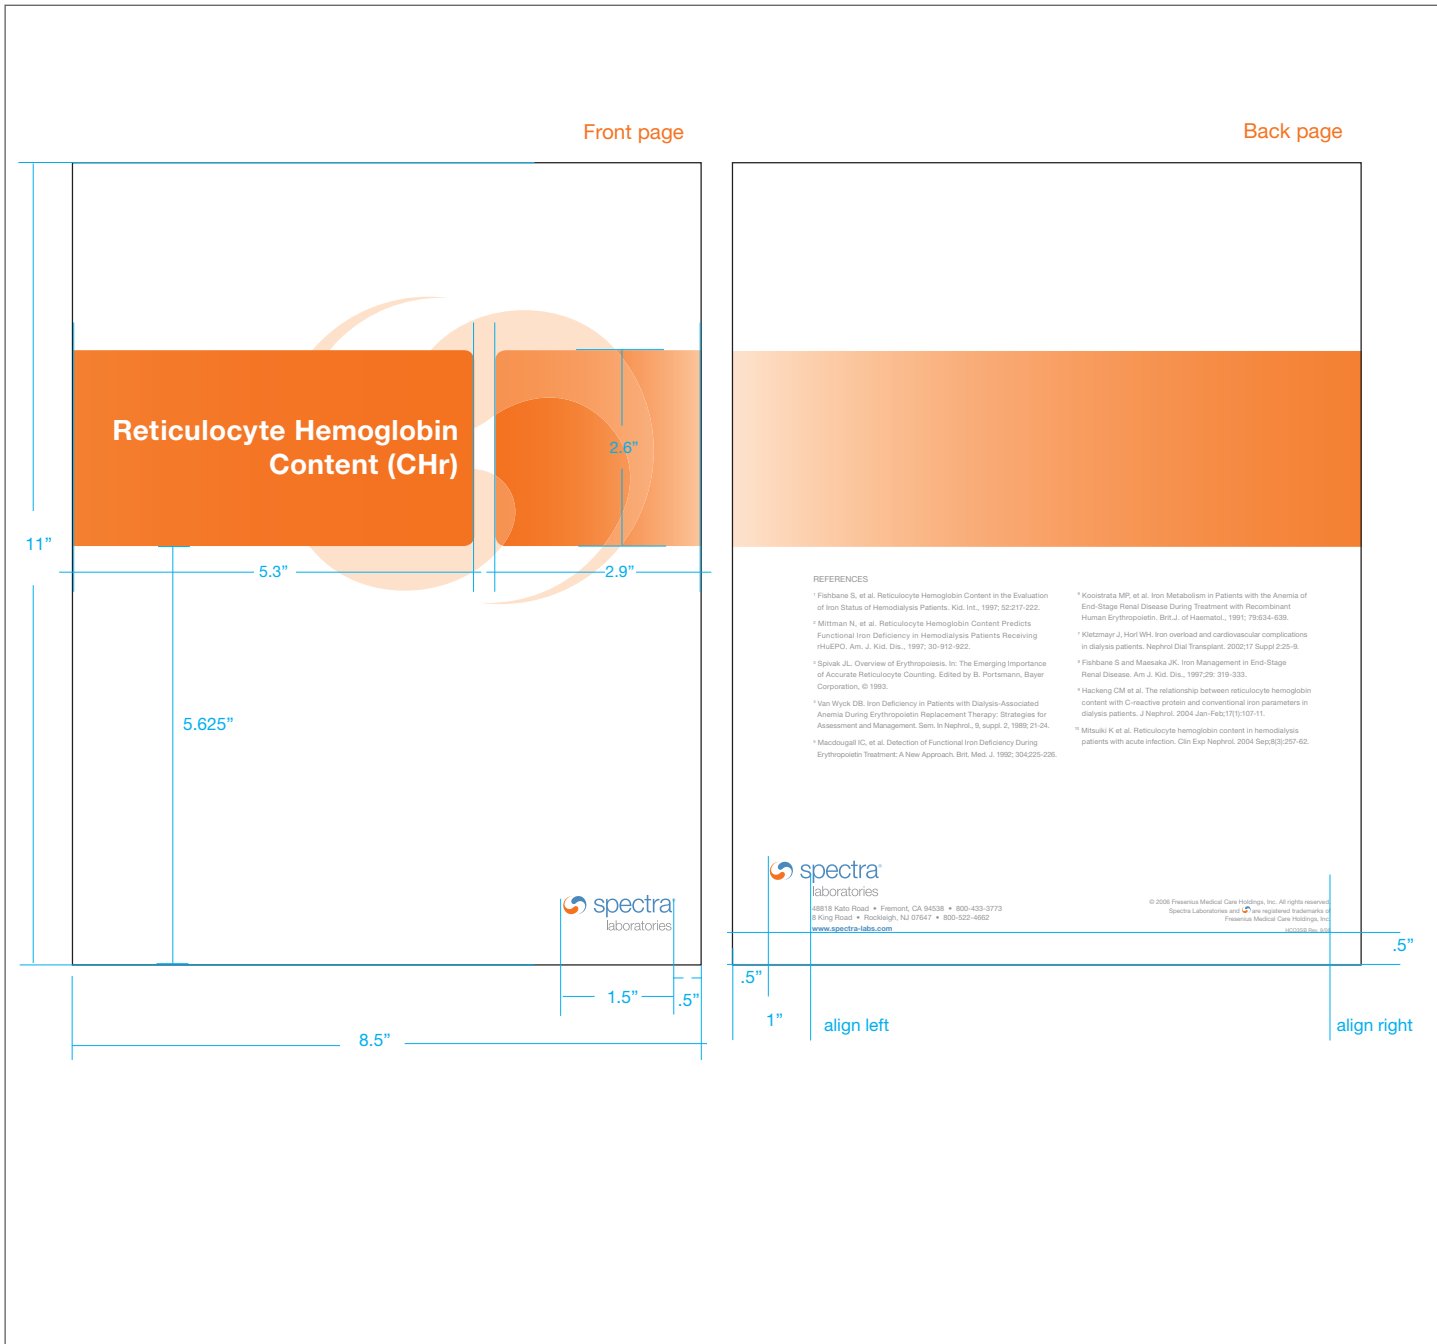 Front page
Back page
Reticulocyte Hemoglobin
Content (CHr)
2.6”
11”
5.3”
2.9”
5.625”
spectra
laboratories
1.5”
.5”
8.5”
REFERENCES
¹ Fishbane S, et al. Reticulocyte Hemoglobin Content in the Evaluation
of Iron Status of Hemodialysis Patients. Kid. Int., 1997; 52:217-222.
² Mittman N, et al. Reticulocyte Hemoglobin Content Predicts
Functional Iron Deficiency in Hemodialysis Patients Receiving
rHuEPO. Am. J. Kid. Dis., 1997; 30-912-922.
³ Spivak JL. Overview of Erythropoiesis. In: The Emerging Importance
of Accurate Reticulocyte Counting. Edited by B. Portsmann, Bayer
Corporation, © 1993.
Van Wyck DB. Iron Deficiency in Patients with Dialysis-Associated
Anemia During Erythropoietin Replacement Therapy: Strategies for
Assessment and Management. Sem. In Nephrol., 9, suppl. 2, 1989; 21-24.
Macdougall IC, et al. Detection of Functional Iron Deficiency During
Erythropoietin Treatment: A New Approach. Brit. Med. J. 1992; 304;225-226.
Kooistrata MP, et al. Iron Metabolism in Patients with the Anemia of
End-Stage Renal Disease During Treatment with Recombinant
Human Erythropoietin. Brit.J. of Haematol., 1991; 79:634-639.
⁷ Kletzmayr J, Horl WH. Iron overload and cardiovascular complications
in dialysis patients. Nephrol Dial Transplant. 2002;17 Suppl 2:25-9.
⁸ Fishbane S and Maesaka JK. Iron Management in End-Stage
Renal Disease. Am J. Kid. Dis., 1997;29: 319-333.
⁹ Hackeng CM et al. The relationship between reticulocyte hemoglobin
content with C-reactive protein and conventional iron parameters in
dialysis patients. J Nephrol. 2004 Jan-Feb;17(1):107-11.
¹⁰ Mitsuiki K et al. Reticulocyte hemoglobin content in hemodialysis
patients with acute infection. Clin Exp Nephrol. 2004 Sep;8(3):257-62.
spectra®
laboratories
48818 Kato Road • Fremont, CA 94538 • 800-433-3773
8 King Road • Rockleigh, NJ 07647 • 800-522-4662
www.spectra-labs.com
© 2006 Fresenius Medical Care Holdings, Inc. All rights reserved.
Spectra Laboratories and are registered trademarks of
Fresenius Medical Care Holdings, Inc.
.5”
.5”
1”
align left
align right